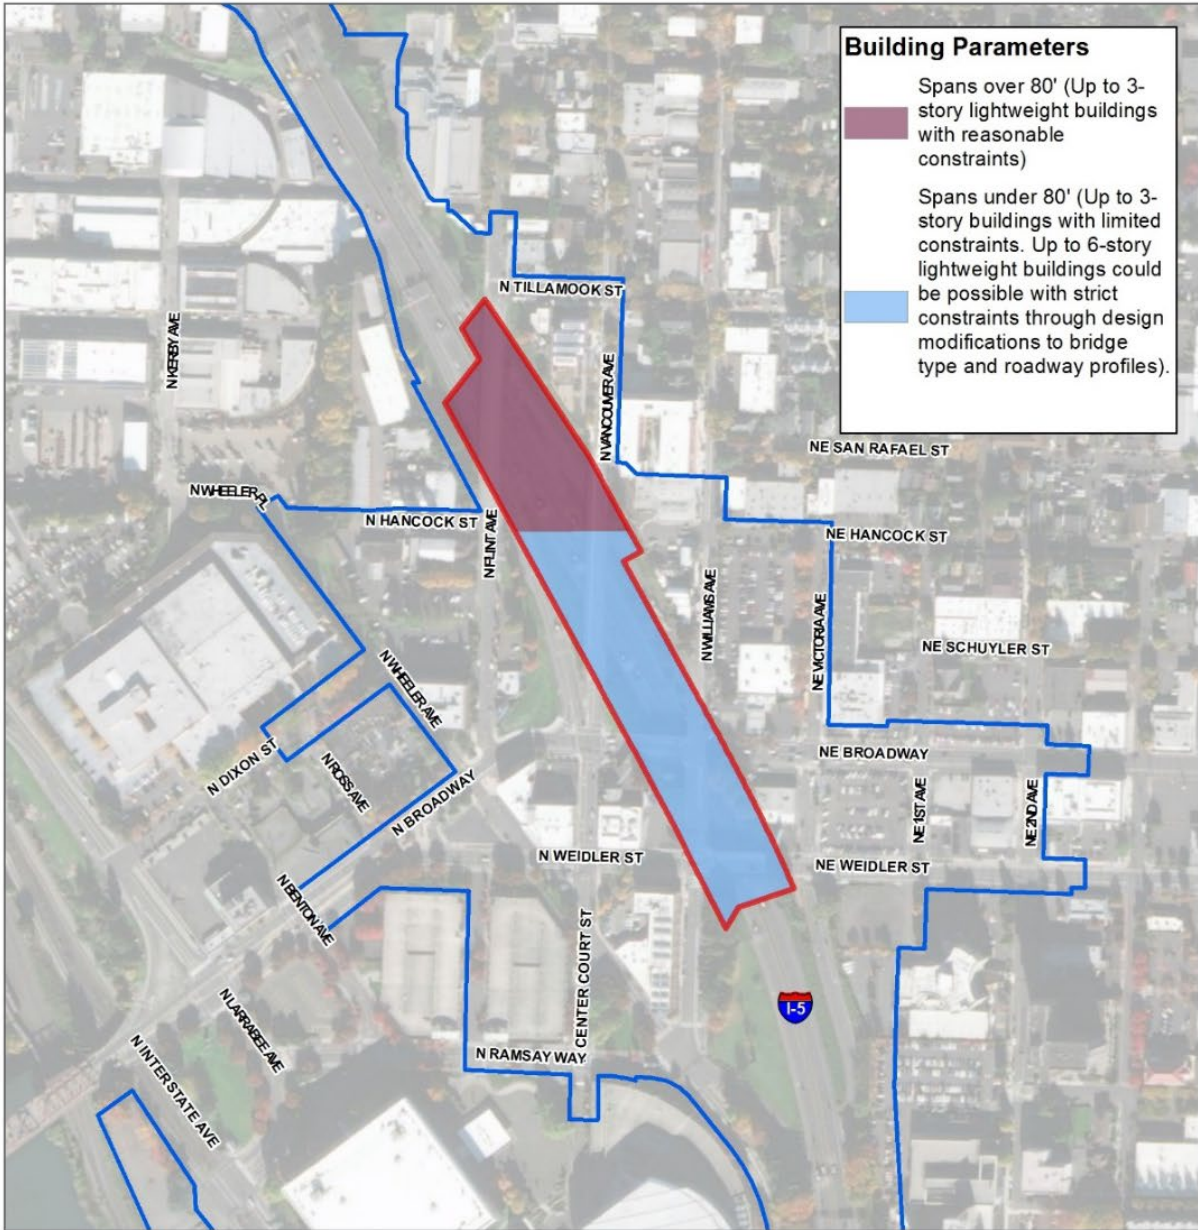 Building Parameters
Spans over 80' (Up to 3-
story lightweight buildings
with reasonable
constraints)
Spans under 80' (Up to 3-
story buildings with limited
constraints. Up to 6-story
lightweight buildings could
be possible with strict
constraints through design
modifications to bridge
type and roadway profiles).
N TILLAMOOK ST
N KERBY AVE
N VANCOUVER AVE
NE SAN RAFAEL ST
N WHEELER PL
N HANCOCK ST
N FLINT AVE
NE HANCOCK ST
N WILLIAMS AVE
NE VICTORIA AVE
NE SCHUYLER ST
N WHEELER AVE
N DIXON ST
N ROSS AVE
N BROADWAY
NE BROADWAY
NE 1ST AVE
NE 2ND AVE
N WEIDLER ST
NE WEIDLER ST
N BENTON AVE
CENTER COURT ST
N LARRABEE AVE
I-5
N RAMSAY WAY
N INTERSTATE AVE